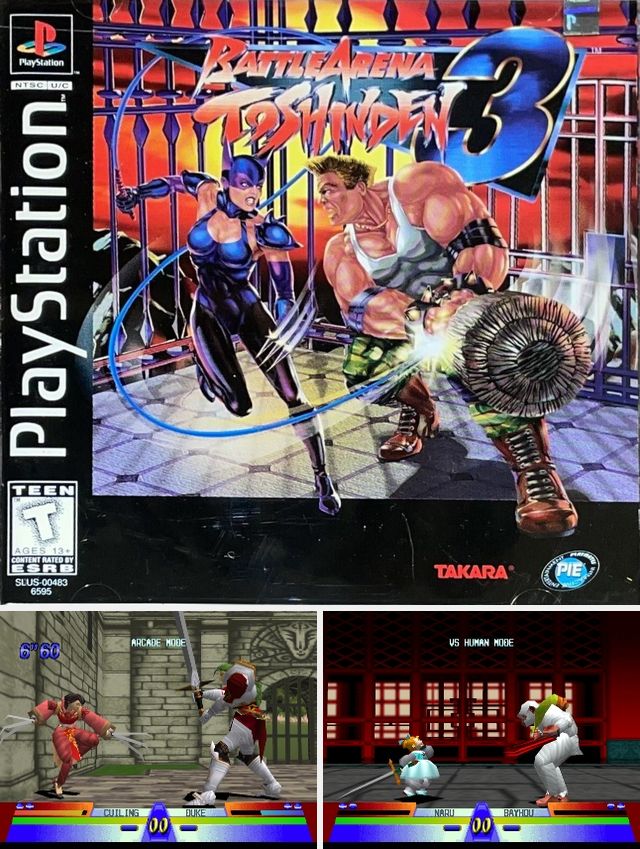 PlayStation
NTSC U/C
PlayStation
BATTLE ARENA
TOSHINDEN 3
TEEN
T
AGES 13+
CONTENT RATED BY
ESRB
SLUS-00483
6595
TAKARA
PIE
6"60
ARCADE MODE
CUILING
DUKE
00
VS HUMAN MODE
NARU
BAYHOU
00